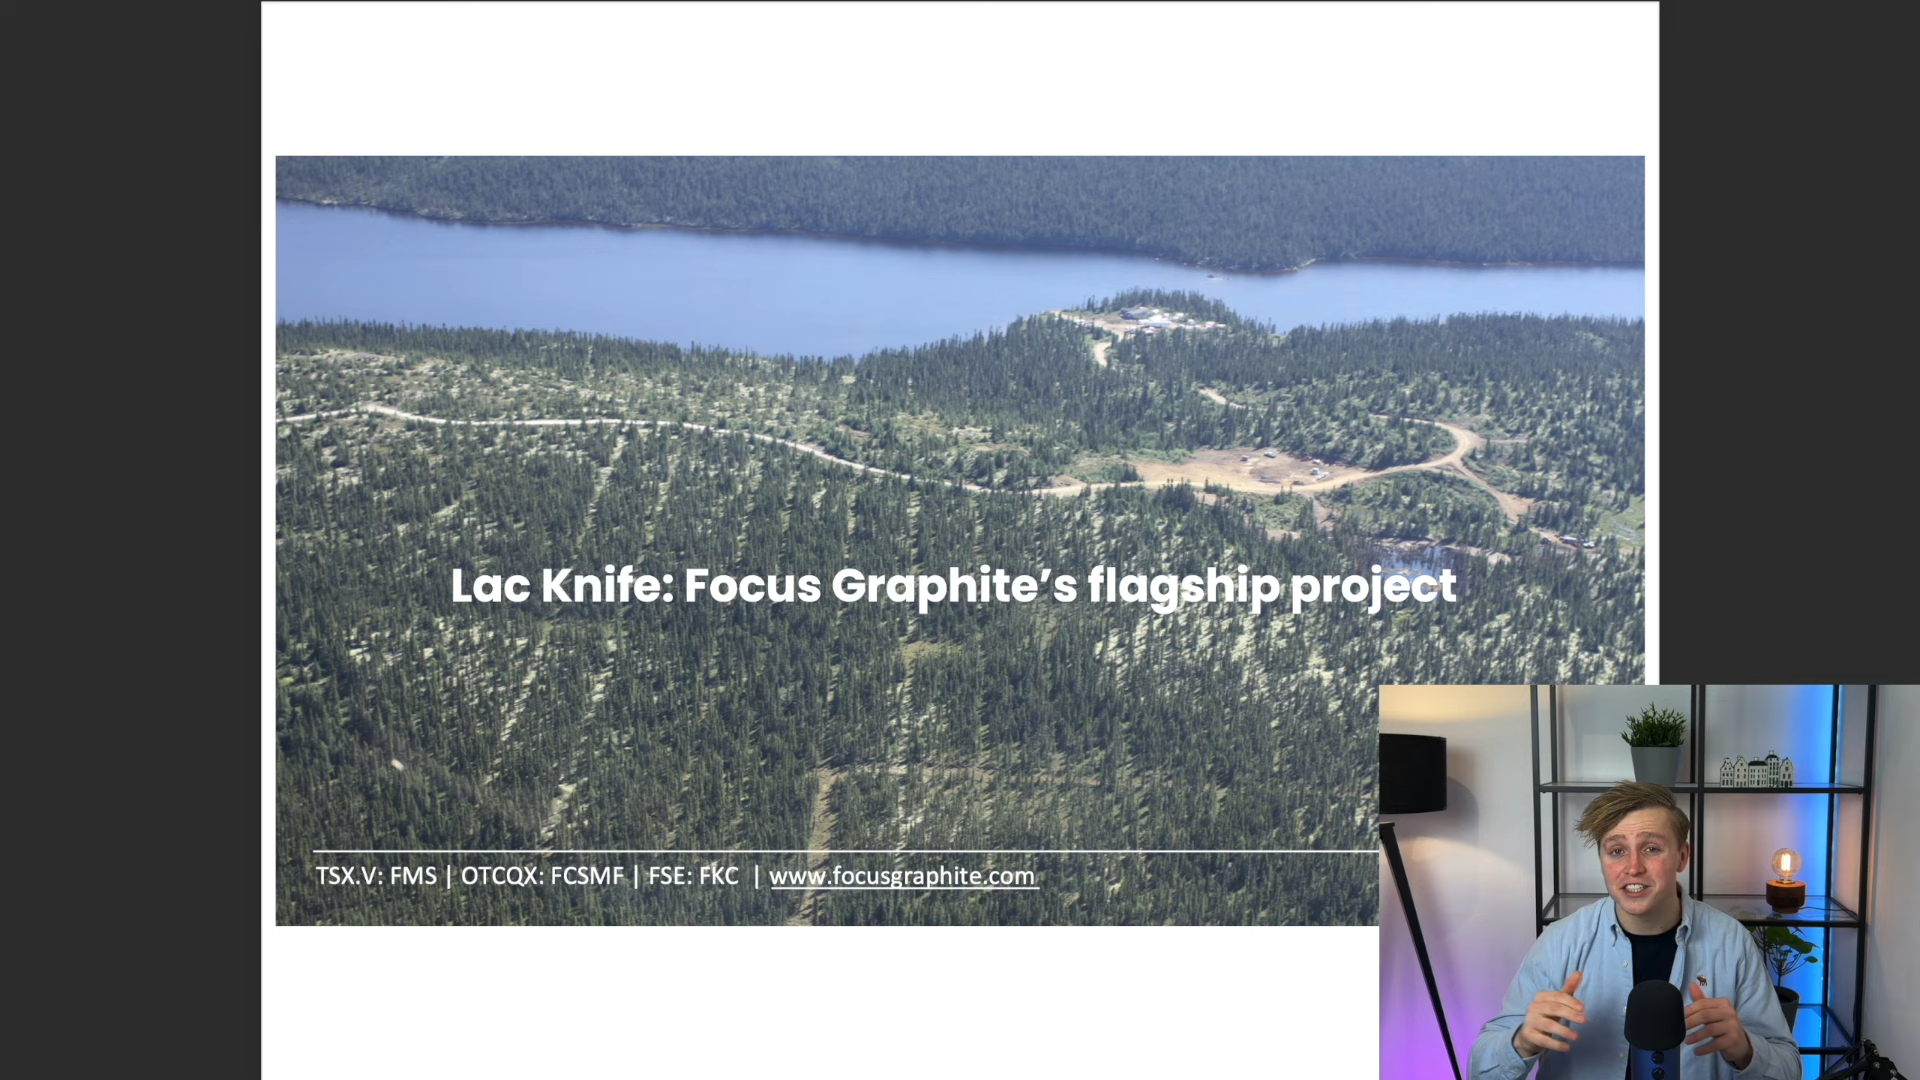 Lac Knife: Focus Graphite’s flagship project
TSX.V: FMS | OTCQX: FCSMF | FSE: FKC | www.focusgraphite.com